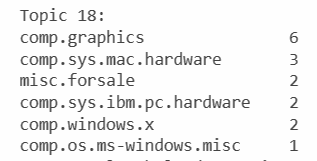 Topic 18:
comp.graphics 6
comp.sys.mac.hardware 3
misc.forsale 2
comp.sys.ibm.pc.hardware 2
comp.windows.x 2
comp.os.ms-windows.misc 1